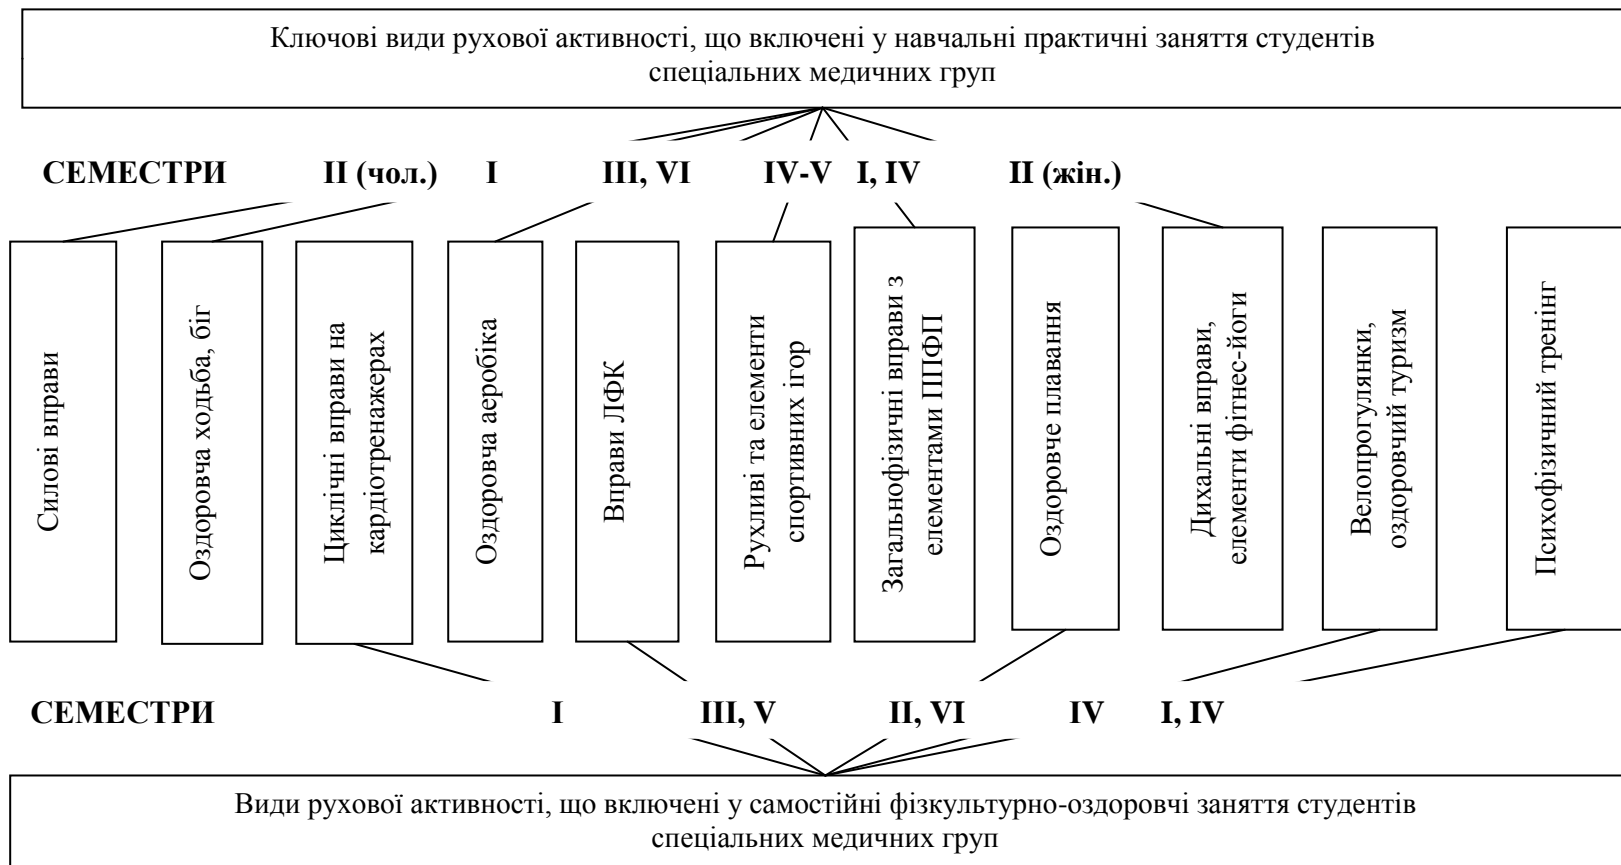 Ключові види рухової активності, що включені у навчальні практичні заняття студентів
спеціальних медичних груп
СЕМЕСТРИ II (чол.) I III, VI IV-V I, IV II (жін.)
Силові вправи
Оздоровча ходьба, біг
Циклічні вправи на
кардіотренажерах
Оздоровча аеробіка
Вправи ЛФК
Рухливі та елементи
спортивних ігор
Загальнофізичні вправи з
елементами ППФП
Оздоровче плавання
Дихальні вправи,
елементи фітнес-йоги
Велопрогулянки,
оздоровчий туризм
Психофізичний тренінг
СЕМЕСТРИ I III, V II, VI IV I, IV
Види рухової активності, що включені у самостійні фізкультурно-оздоровчі заняття студентів
спеціальних медичних груп